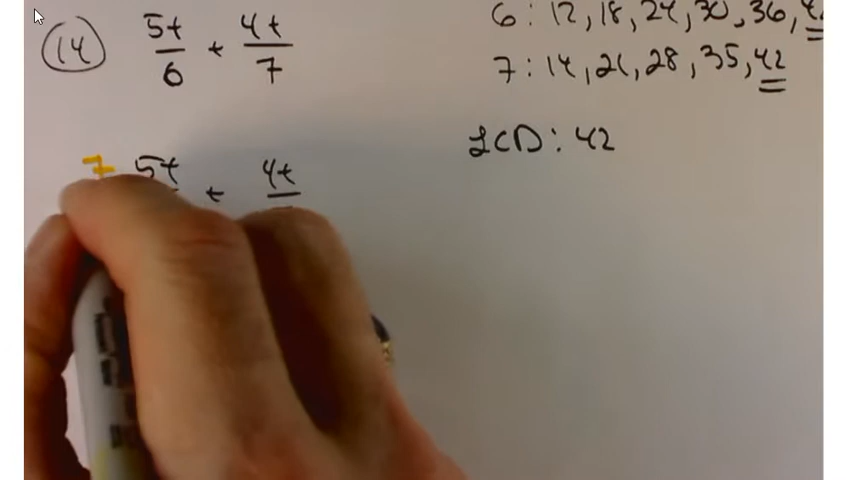 (14) 5t/6 + 4t/7
6 : 12, 18, 24, 30, 36, 42
7 : 14, 21, 28, 35, 42
LCD : 42
7 5t + 4t